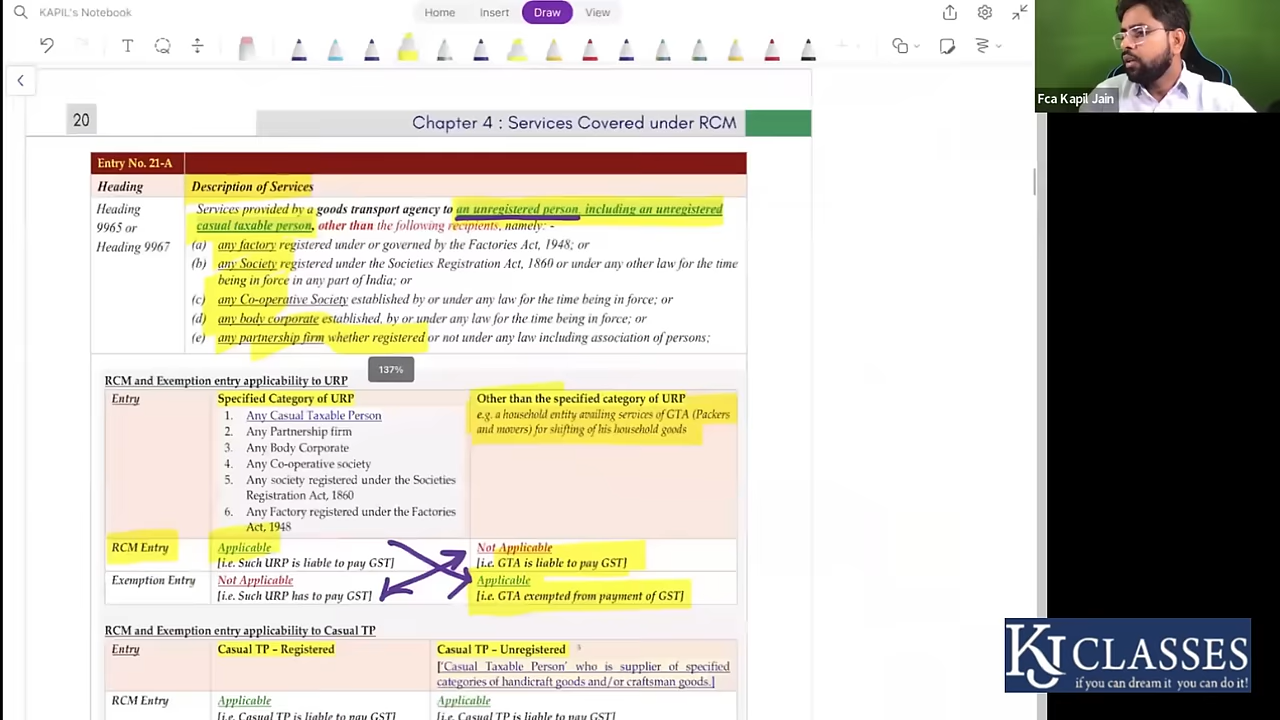 KAPIL's Notebook
Home Insert Draw View
Fca Kapil Jain
20
Chapter 4 : Services Covered under RCM
Entry No. 21-A
Heading Description of Services
Heading 9965 or Heading 9967
Services provided by a goods transport agency to an unregistered person, including an unregistered
casual taxable person, other than the following recipients, namely: -
(a) any factory registered under or governed by the Factories Act, 1948; or
(b) any Society registered under the Societies Registration Act, 1860 or under any other law for the time
being in force in any part of India; or
(c) any Co-operative Society established by or under any law for the time being in force; or
(d) any body corporate established, by or under any law for the time being in force; or
(e) any partnership firm whether registered or not under any law including association of persons;
137%
RCM and Exemption entry applicability to URP
Entry
Specified Category of URP
1. Any Casual Taxable Person
2. Any Partnership firm
3. Any Body Corporate
4. Any Co-operative society
5. Any society registered under the Societies
Registration Act, 1860
6. Any Factory registered under the Factories
Act, 1948
Other than the specified category of URP
e.g. a household entity availing services of GTA (Packers
and movers) for shifting of his household goods
RCM Entry
Applicable
[i.e. Such URP is liable to pay GST]
Not Applicable
[i.e. GTA is liable to pay GST]
Exemption Entry
Not Applicable
[i.e. Such URP has to pay GST]
Applicable
[i.e. GTA exempted from payment of GST]
RCM and Exemption entry applicability to Casual TP
Entry
Casual TP – Registered
Casual TP – Unregistered
['Casual Taxable Person' who is supplier of specified
categories of handicraft goods and/or craftsman goods.]
RCM Entry
Applicable
[i.e. Casual TP is liable to pay GST]
Applicable
[i.e. Casual TP is liable to pay GST]
KJ CLASSES
if you can dream it you can do it!